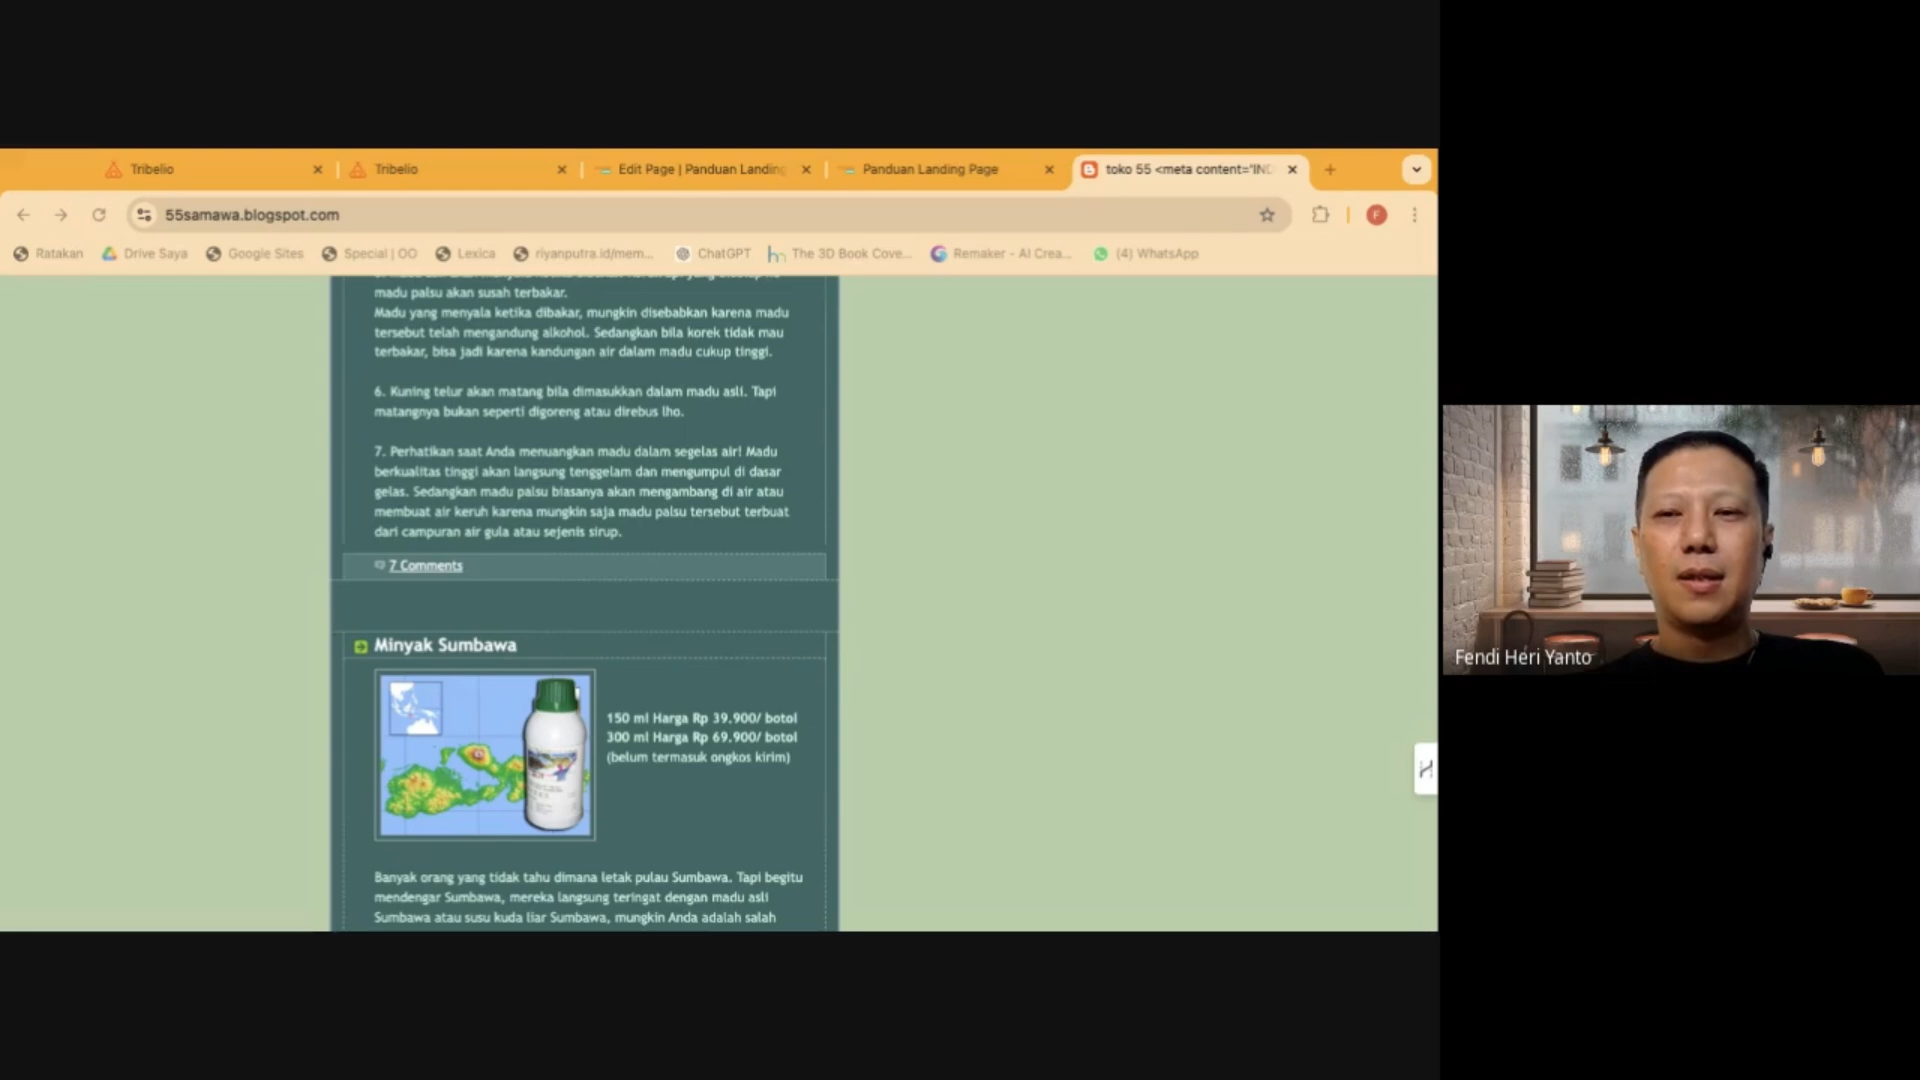 Tribelio
Tribelio
Edit Page | Panduan Landing
Panduan Landing Page
toko 55 <meta content='IND
55samawa.blogspot.com
F
Ratakan
Drive Saya
Google Sites
Special | OO
Lexica
riyanputra.id/mem...
ChatGPT
The 3D Book Cove...
Remaker - AI Crea...
(4) WhatsApp
madu palsu akan susah terbakar.
Madu yang menyala ketika dibakar, mungkin disebabkan karena madu
tersebut telah mengandung alkohol. Sedangkan bila korek tidak mau
terbakar, bisa jadi karena kandungan air dalam madu cukup tinggi.
6. Kuning telur akan matang bila dimasukkan dalam madu asli. Tapi
matangnya bukan seperti digoreng atau direbus lho.
7. Perhatikan saat Anda menuangkan madu dalam segelas air! Madu
berkualitas tinggi akan langsung tenggelam dan mengumpul di dasar
gelas. Sedangkan madu palsu biasanya akan mengambang di air atau
membuat air keruh karena mungkin saja madu palsu tersebut terbuat
dari campuran air gula atau sejenis sirup.
7 Comments
Minyak Sumbawa
150 ml Harga Rp 39.900/ botol
300 ml Harga Rp 69.900/ botol
(belum termasuk ongkos kirim)
Banyak orang yang tidak tahu dimana letak pulau Sumbawa. Tapi begitu
mendengar Sumbawa, mereka langsung teringat dengan madu asli
Sumbawa atau susu kuda liar Sumbawa, mungkin Anda adalah salah
Fendi Heri Yanto